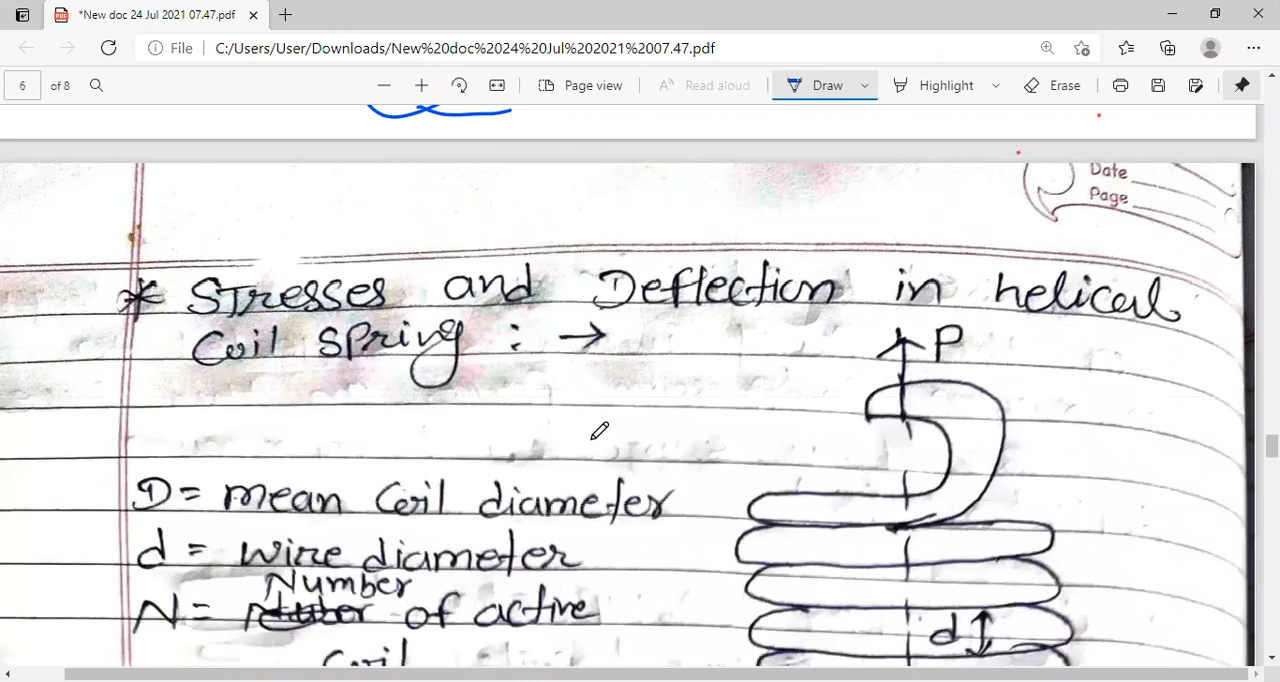 *New doc 24 Jul 2021 07.47.pdf
File
C:/Users/User/Downloads/New%20doc%2024%20Jul%202021%2007.47.pdf
6 of 8
Page view
Read aloud
Draw
Highlight
Erase
Date
Page
* Stresses and Deflection in helical
Coil Spring : →
P
D = mean Coil diameter
d = wire diameter
Number
N = of active
Coil
d